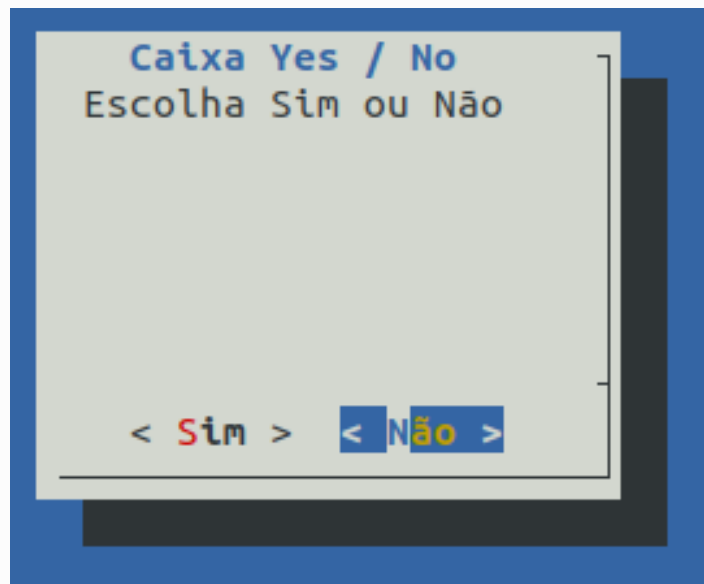 Caixa Yes / No
Escolha Sim ou Não
< Sim > < Não >